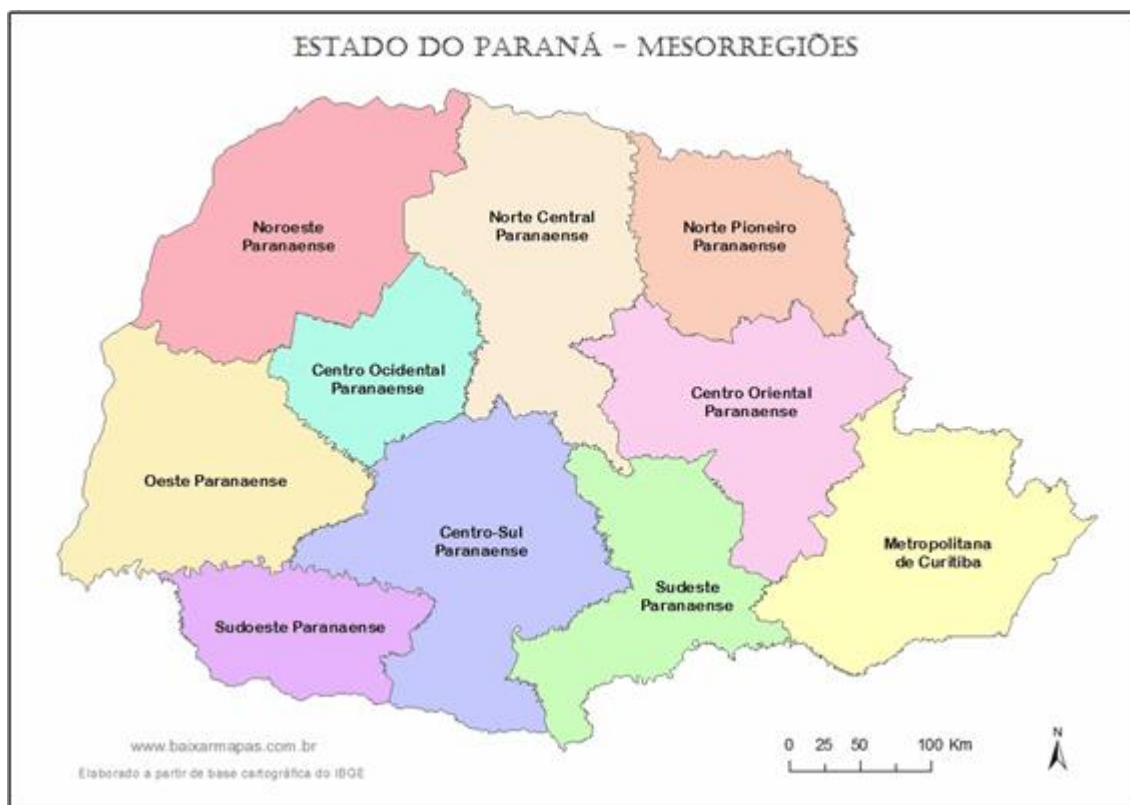 ESTADO DO PARANÁ - MESORREGIÕES
Noroeste
Paranaense
Norte Central
Paranaense
Norte Pioneiro
Paranaense
Centro Ocidental
Paranaense
Centro Oriental
Paranaense
Oeste Paranaense
Centro-Sul
Paranaense
Metropolitana
de Curitiba
Sudeste
Paranaense
Sudoeste Paranaense
www.baixarmapas.com.br
Elaborado a partir de base cartográfica do IBGE
0 25 50 100 Km
N